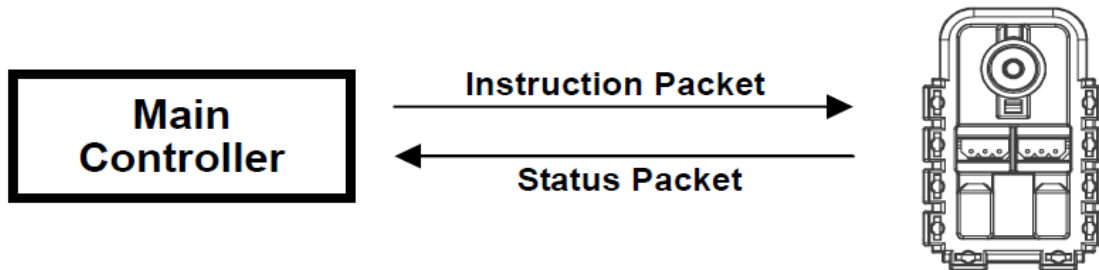 Main
Controller
Instruction Packet
Status Packet